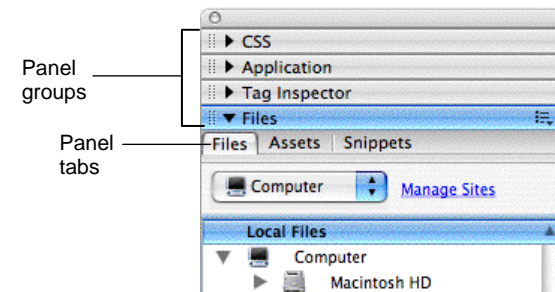 CSS
Application
Tag Inspector
Files
Panel
groups
Panel
tabs
Files Assets Snippets
Computer Manage Sites
Local Files
Computer
Macintosh HD